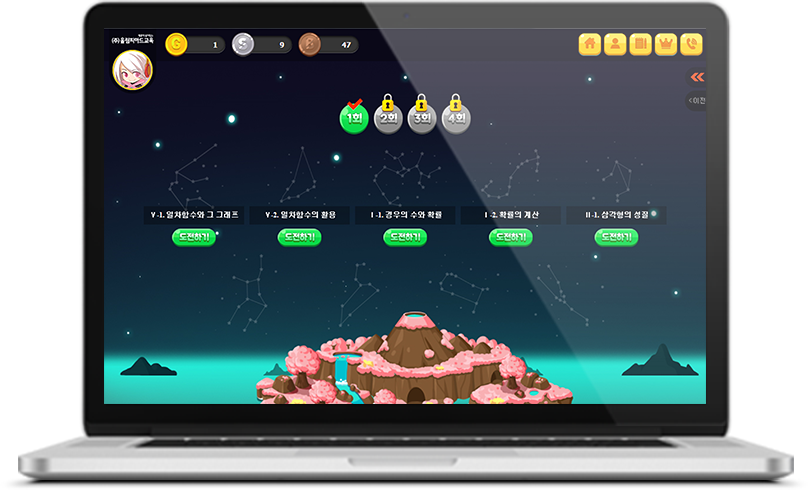 (주)올림피아드교육
G 1 S 9 B 47
<이전
1회 2회 3회 4회
V-1. 일차함수와 그 그래프
V-2. 일차함수의 활용
I-1. 경우의 수와 확률
I-2. 확률의 계산
II-1. 삼각형의 성질
도전하기 도전하기 도전하기 도전하기 도전하기